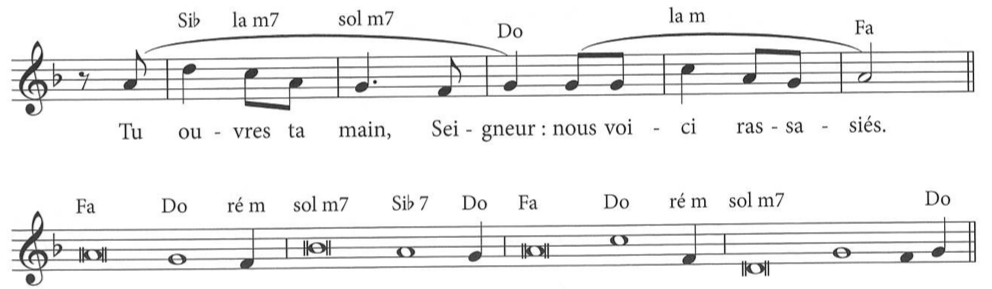 Si♭ la m7 sol m7 Do la m Fa
Tu ou - vres ta main, Sei - gneur : nous voi - ci ras - sa - siés.
Fa Do ré m sol m7 Si♭ 7 Do Fa Do ré m sol m7 Do